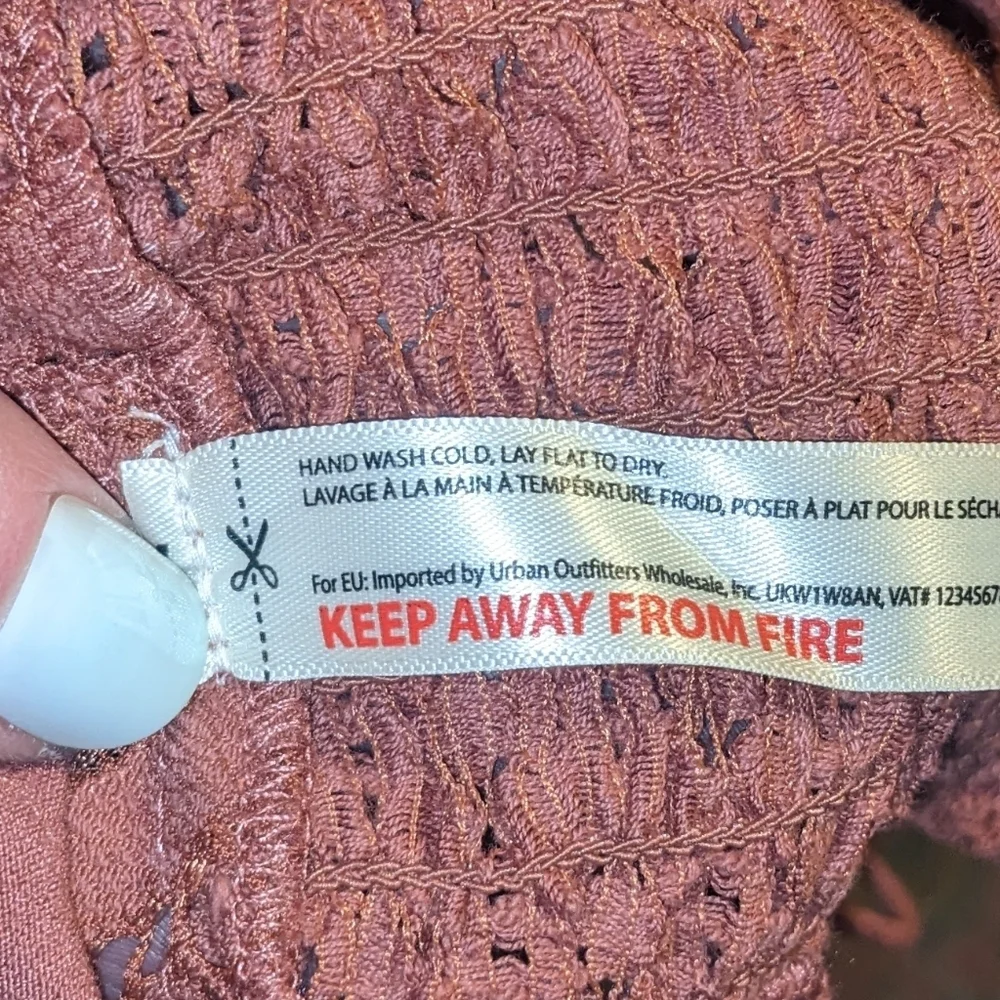 HAND WASH COLD, LAY FLAT TO DRY.
LAVAGE À LA MAIN À TEMPÉRATURE FROID, POSER À PLAT POUR LE
For EU: Imported by Urban Outfitters Wholesale, Inc. UKW1W8AN, VAT#
KEEP AWAY FROM FIRE